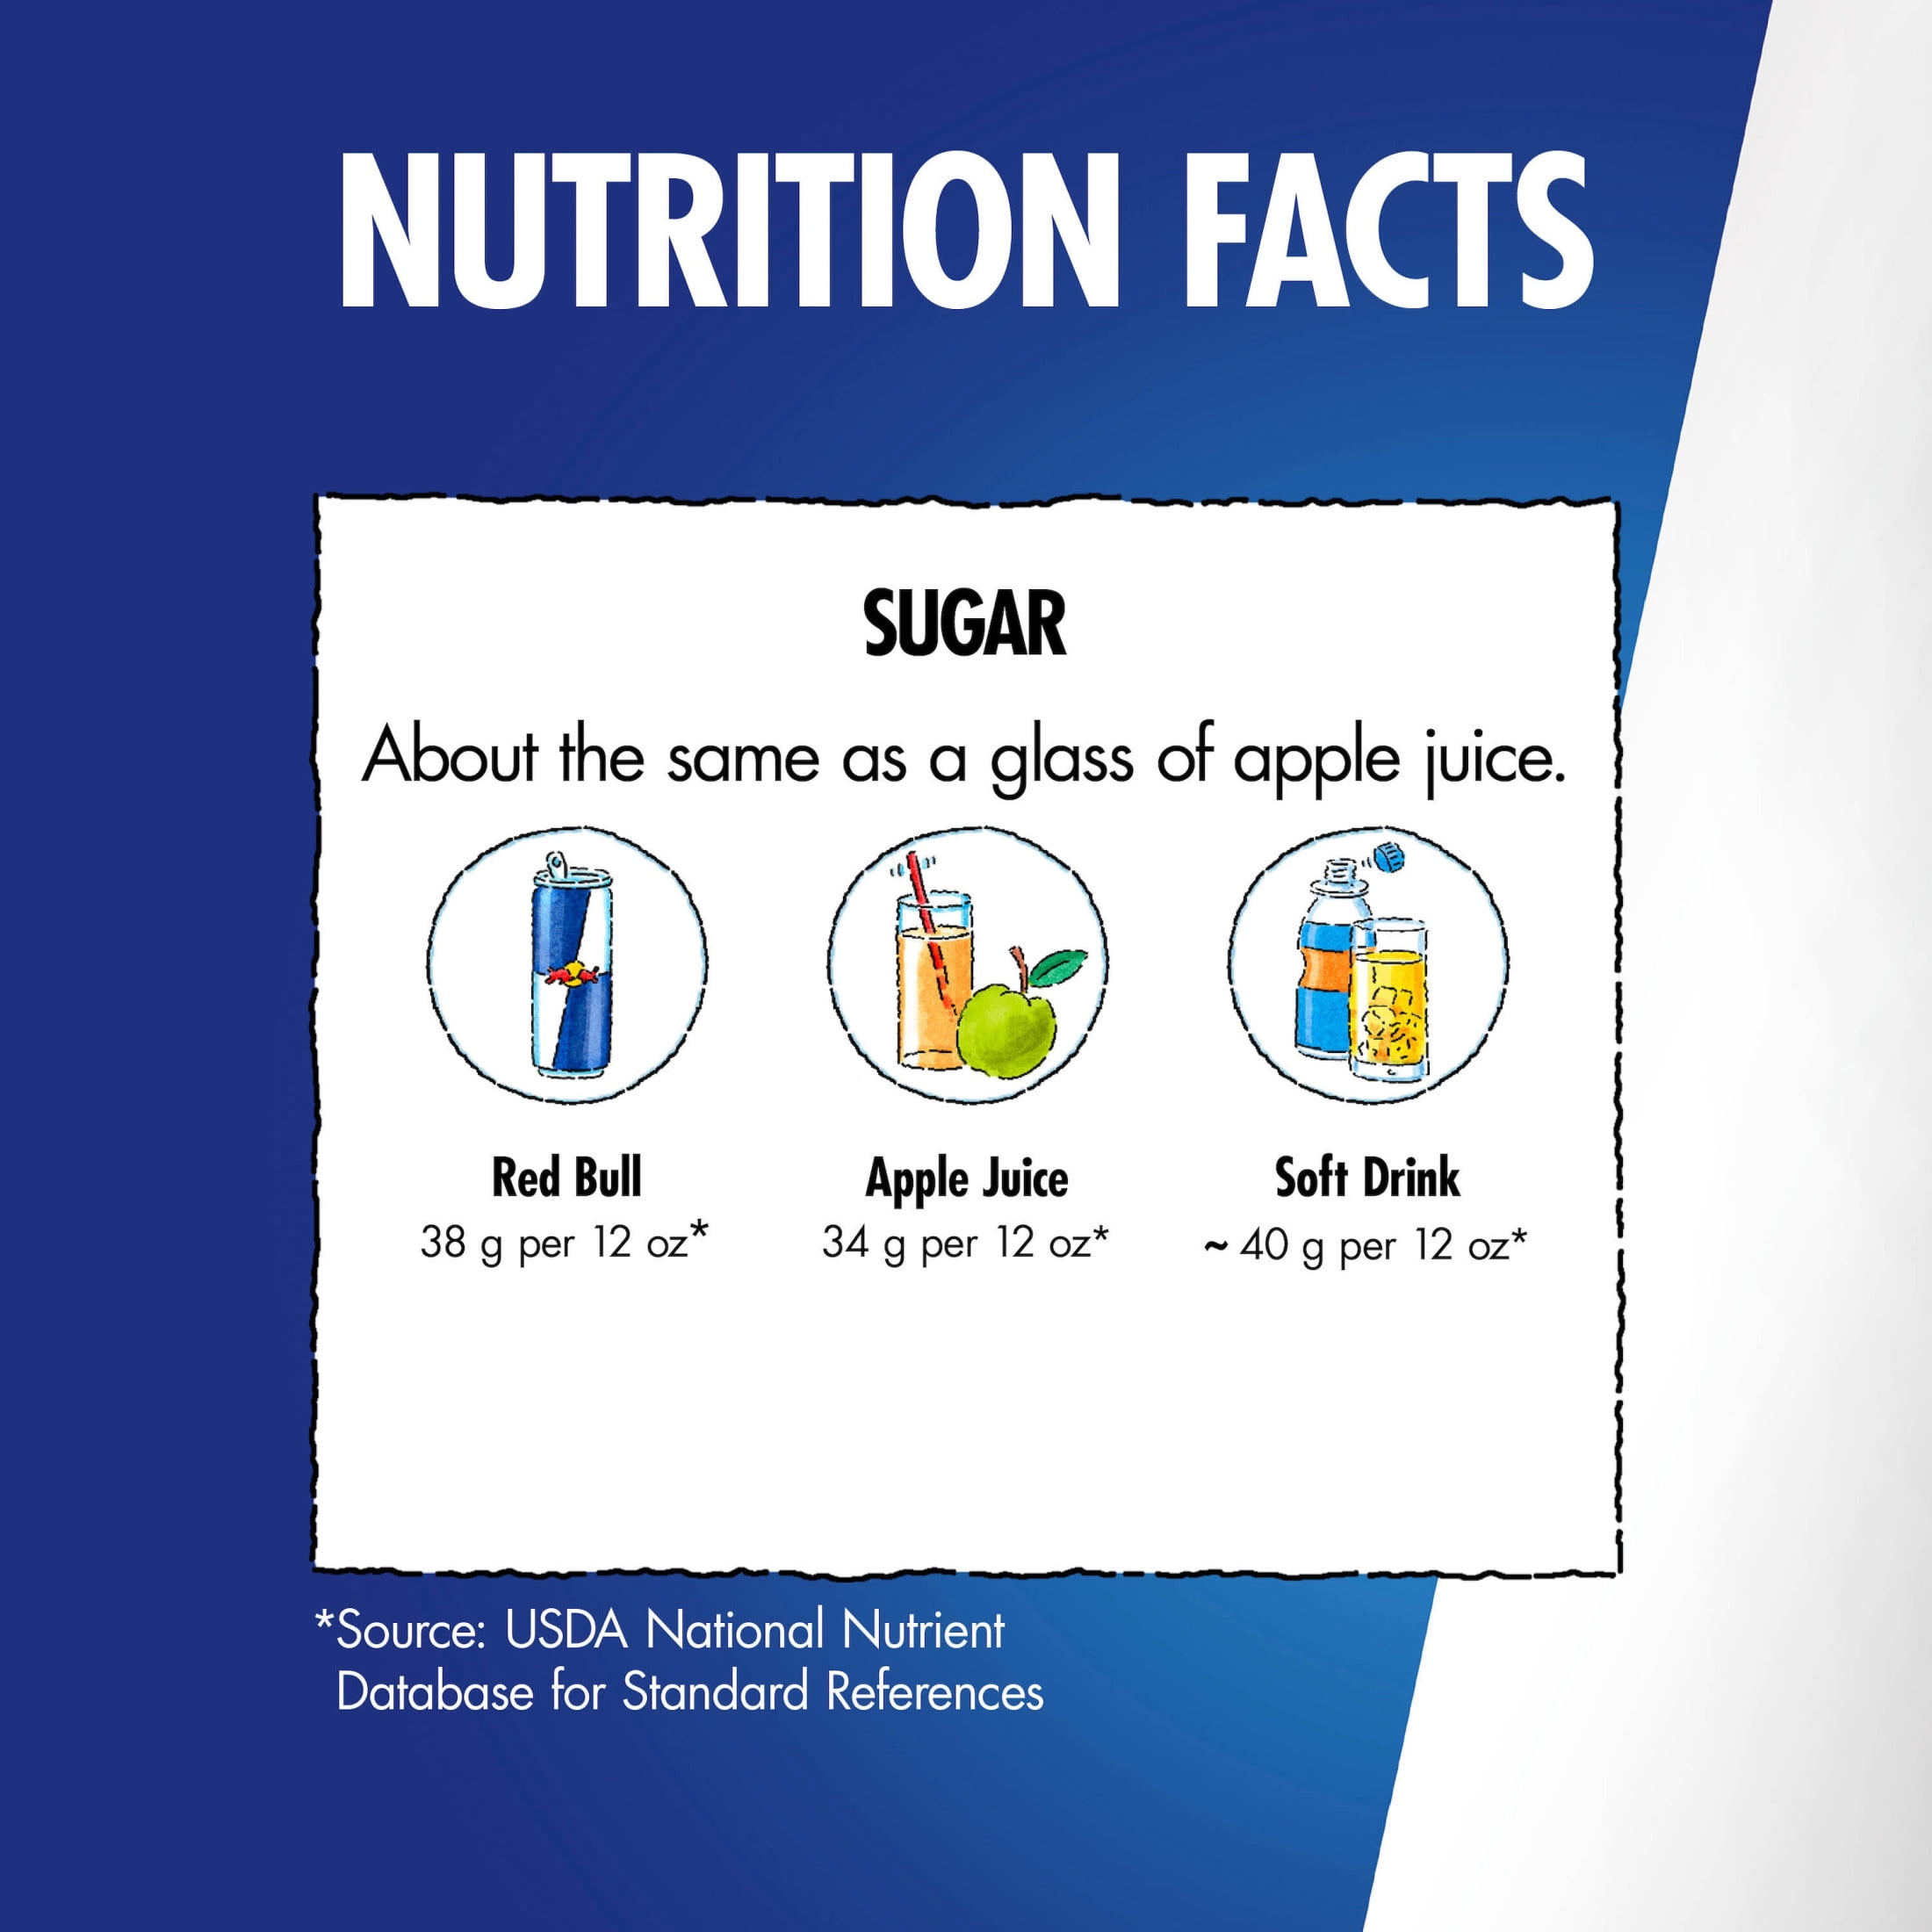 NUTRITION FACTS
SUGAR
About the same as a glass of apple juice.
Red Bull
38 g per 12 oz*
Apple Juice
34 g per 12 oz*
Soft Drink
~ 40 g per 12 oz*
*Source: USDA National Nutrient
Database for Standard References